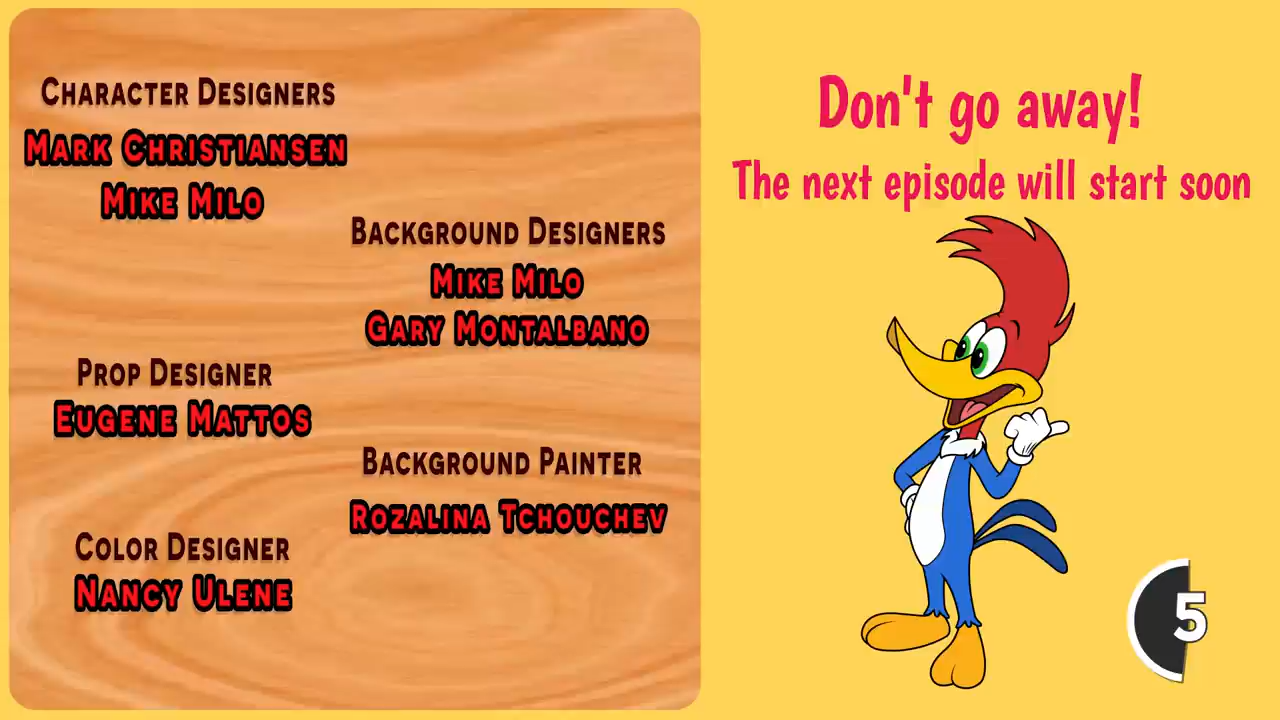 Character Designers
Mark Christiansen
Mike Milo
Background Designers
Mike Milo
Gary Montalbano
Prop Designer
Eugene Mattos
Background Painter
Rozalina Tchouchev
Color Designer
Nancy Ulene
Don't go away!
The next episode will start soon
5